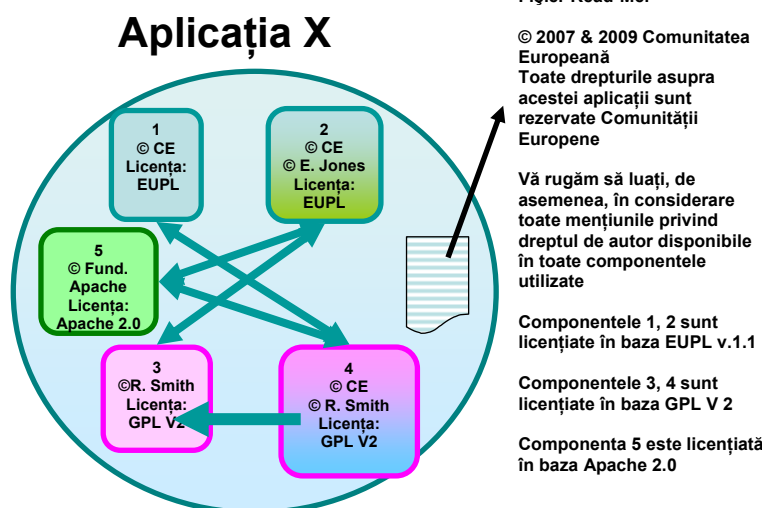 Aplicația X
1
© CE
Licența:
EUPL
2
© CE
© E. Jones
Licența:
EUPL
5
© Fund.
Apache
Licența:
Apache 2.0
3
©R. Smith
Licența:
GPL V2
4
© CE
© R. Smith
Licența:
GPL V2
© 2007 & 2009 Comunitatea
Europeană
Toate drepturile asupra
acestei aplicații sunt
rezervate Comunității
Europene
Vă rugăm să luați, de
asemenea, în considerare
toate mențiunile privind
dreptul de autor disponibile
în toate componentele
utilizate
Componentele 1, 2 sunt
licențiate în baza EUPL v.1.1
Componentele 3, 4 sunt
licențiate în baza GPL V 2
Componenta 5 este licențiată
în baza Apache 2.0